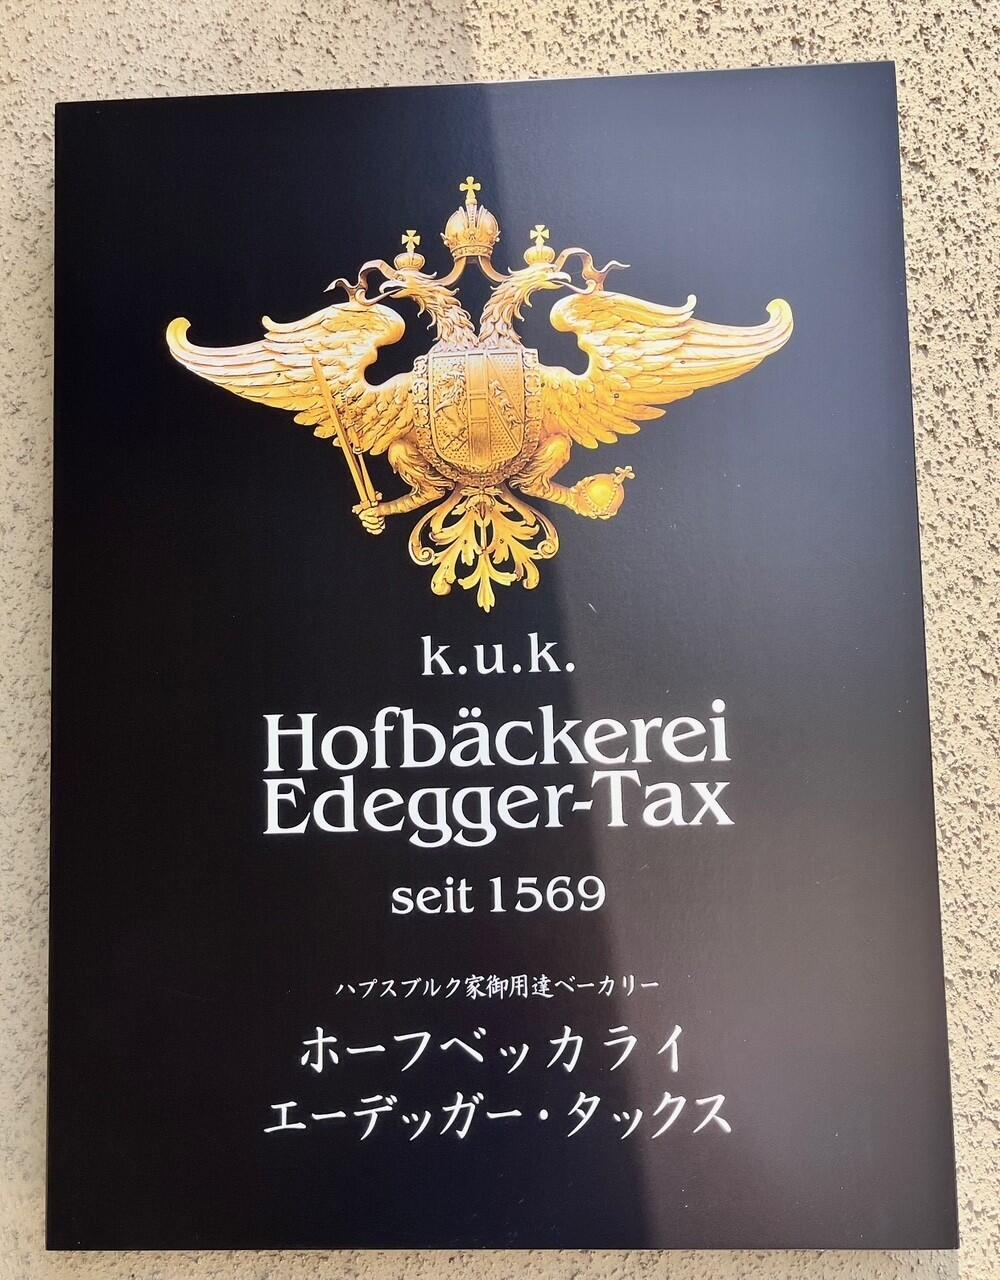 k.u.k.
Hofbäckerei
Edegger-Tax
seit 1569
ハプスブルク家御用達ベーカリー
ホーフベッカライ
エーデッガー・タックス